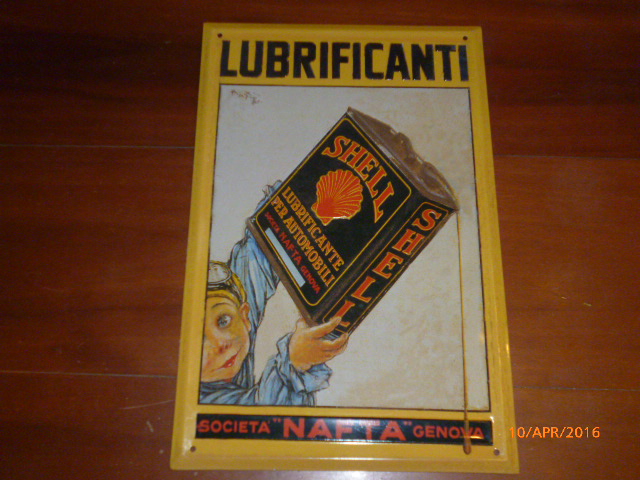 LUBRIFICANTI
SHELL
LUBRIFICANTE
PER AUTOMOBILI
NAFTA GENOVA
SHELL
SOCIETA "NAFTA" GENOVA
10/APR/2016